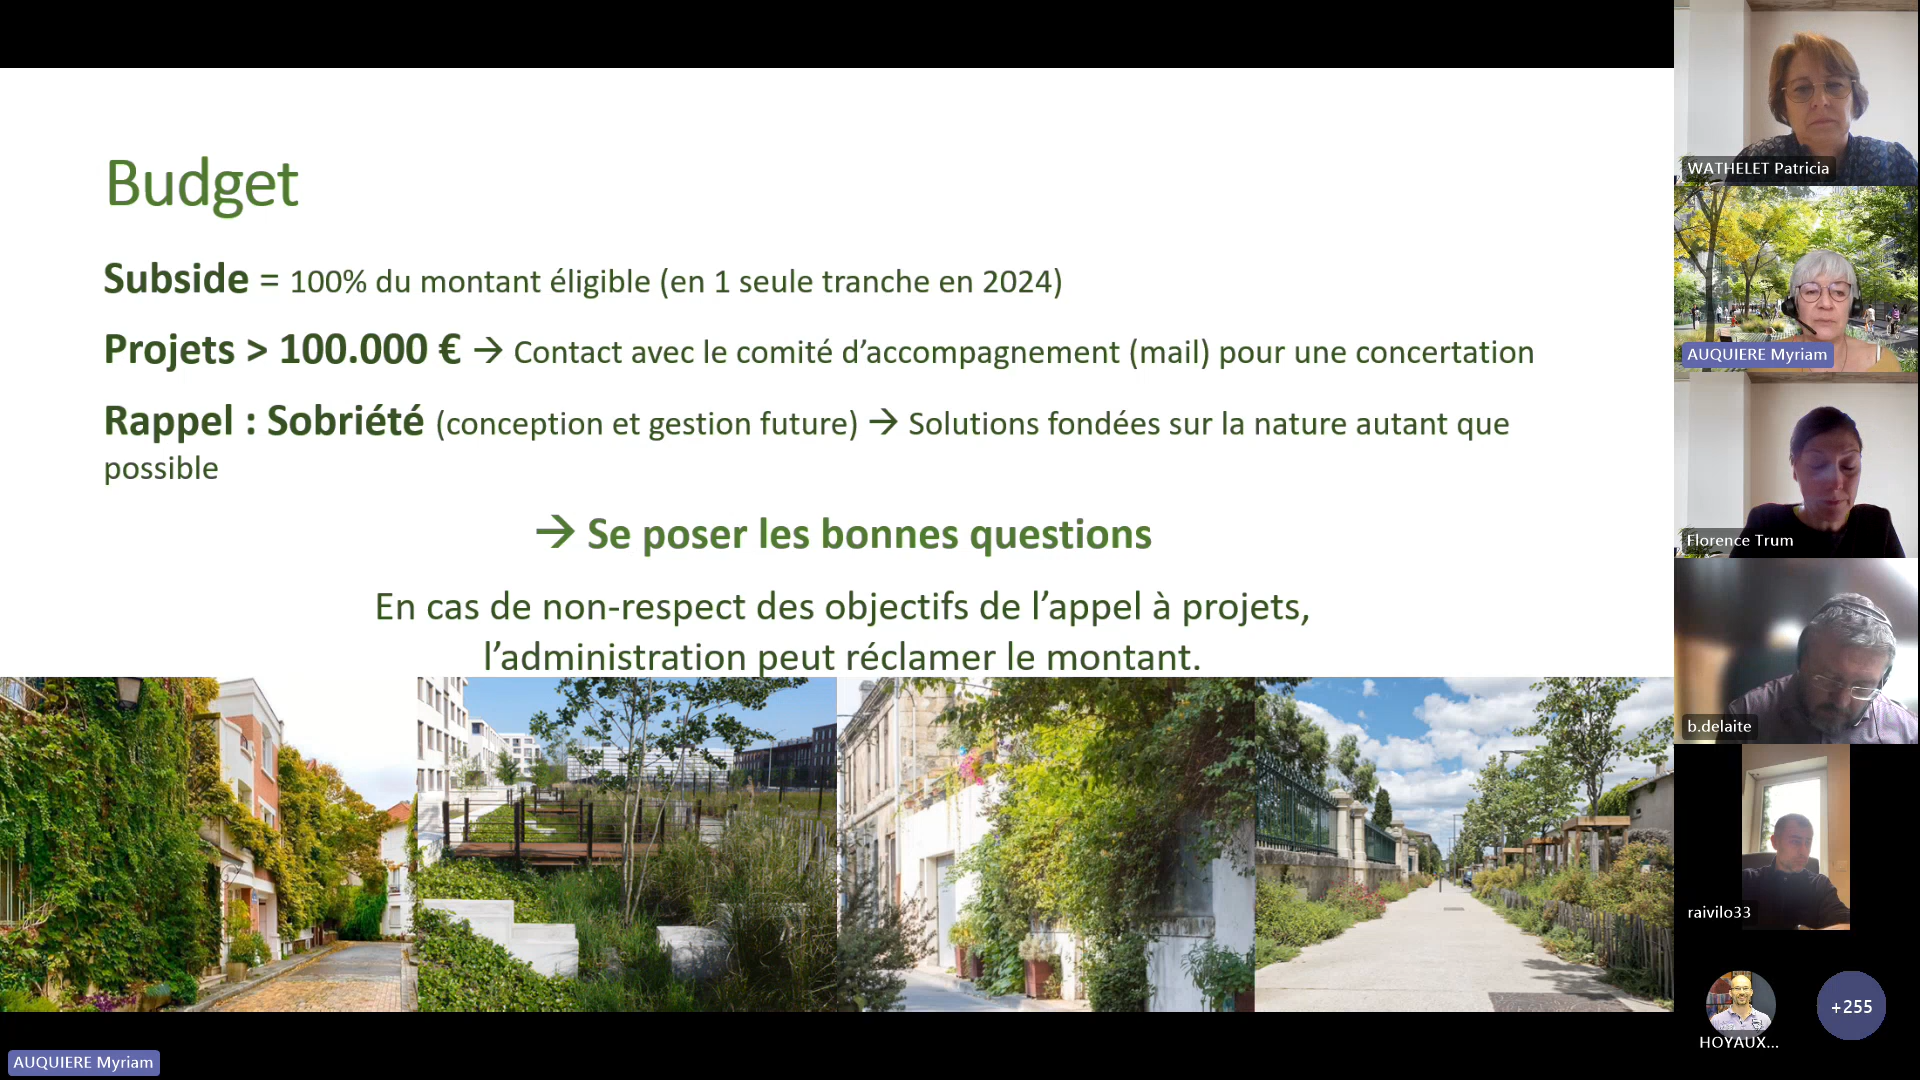 Budget
Subside = 100% du montant éligible (en 1 seule tranche en 2024)
Projets > 100.000 € → Contact avec le comité d’accompagnement (mail) pour une concertation
Rappel : Sobriété (conception et gestion future) → Solutions fondées sur la nature autant que
possible
→ Se poser les bonnes questions
En cas de non-respect des objectifs de l’appel à projets,
l’administration peut réclamer le montant.
AUQUIERE Myriam
WATHELET Patricia
AUQUIERE Myriam
Florence Trum
b.delaite
raivilo33
HOYAUX...
+255